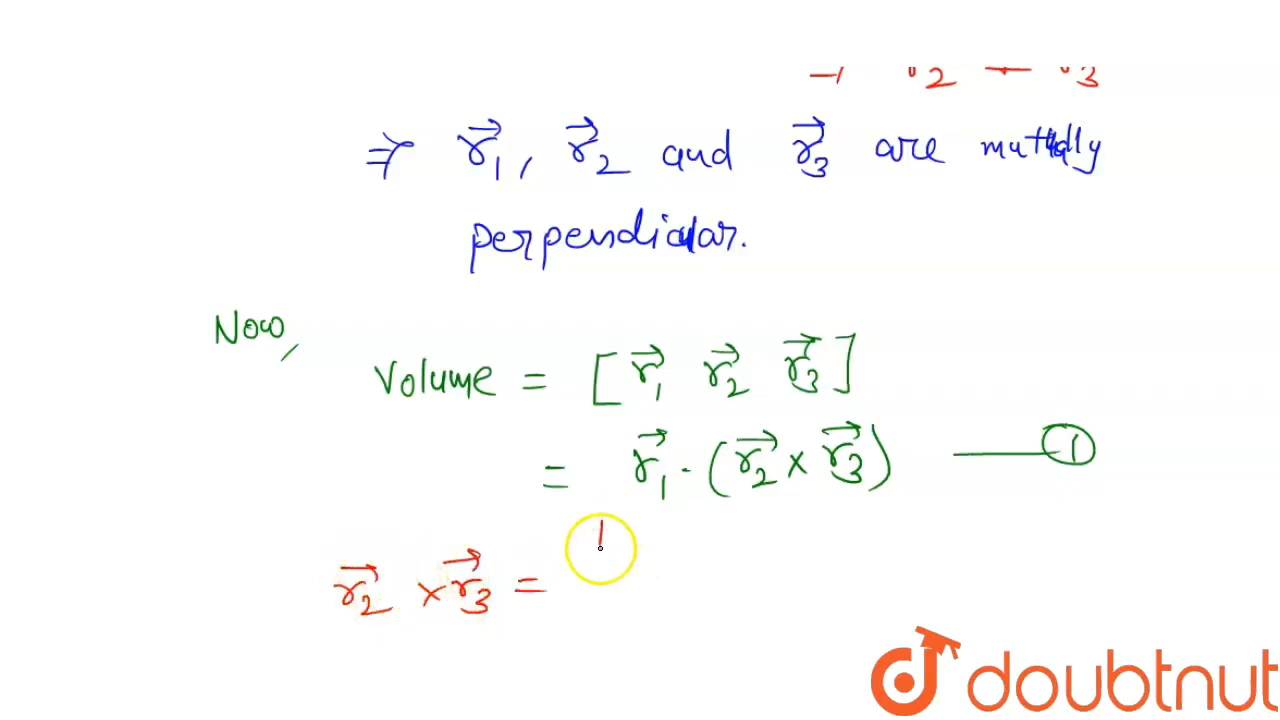 ⇒ r⃗₁, r⃗₂ and r⃗₃ are mutually
perpendicular.
Now,
Volume = [r⃗₁ r⃗₂ r⃗₃]
= r⃗₁ · (r⃗₂ × r⃗₃) —— ①
r⃗₂ × r⃗₃ =
doubtnut